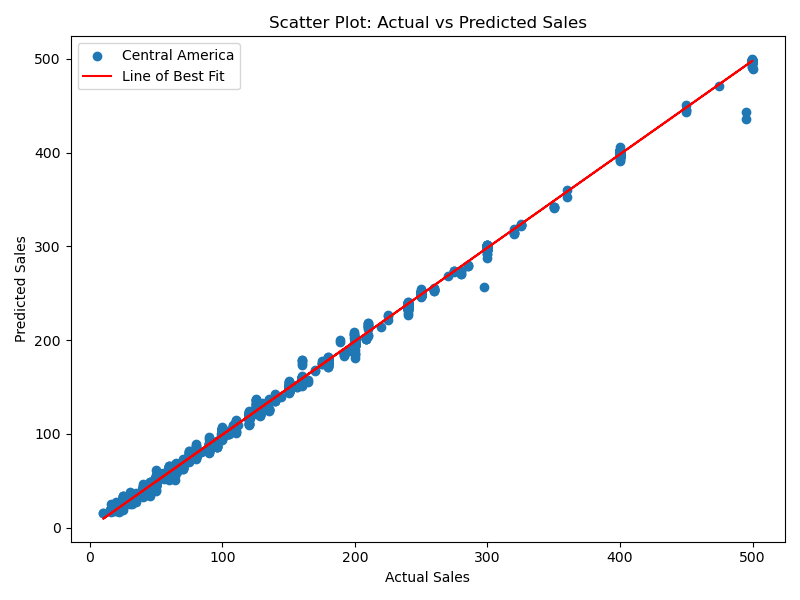 Scatter Plot: Actual vs Predicted Sales
Central America
Line of Best Fit
500
400
300
200
100
0
Predicted Sales
0 100 200 300 400 500
Actual Sales